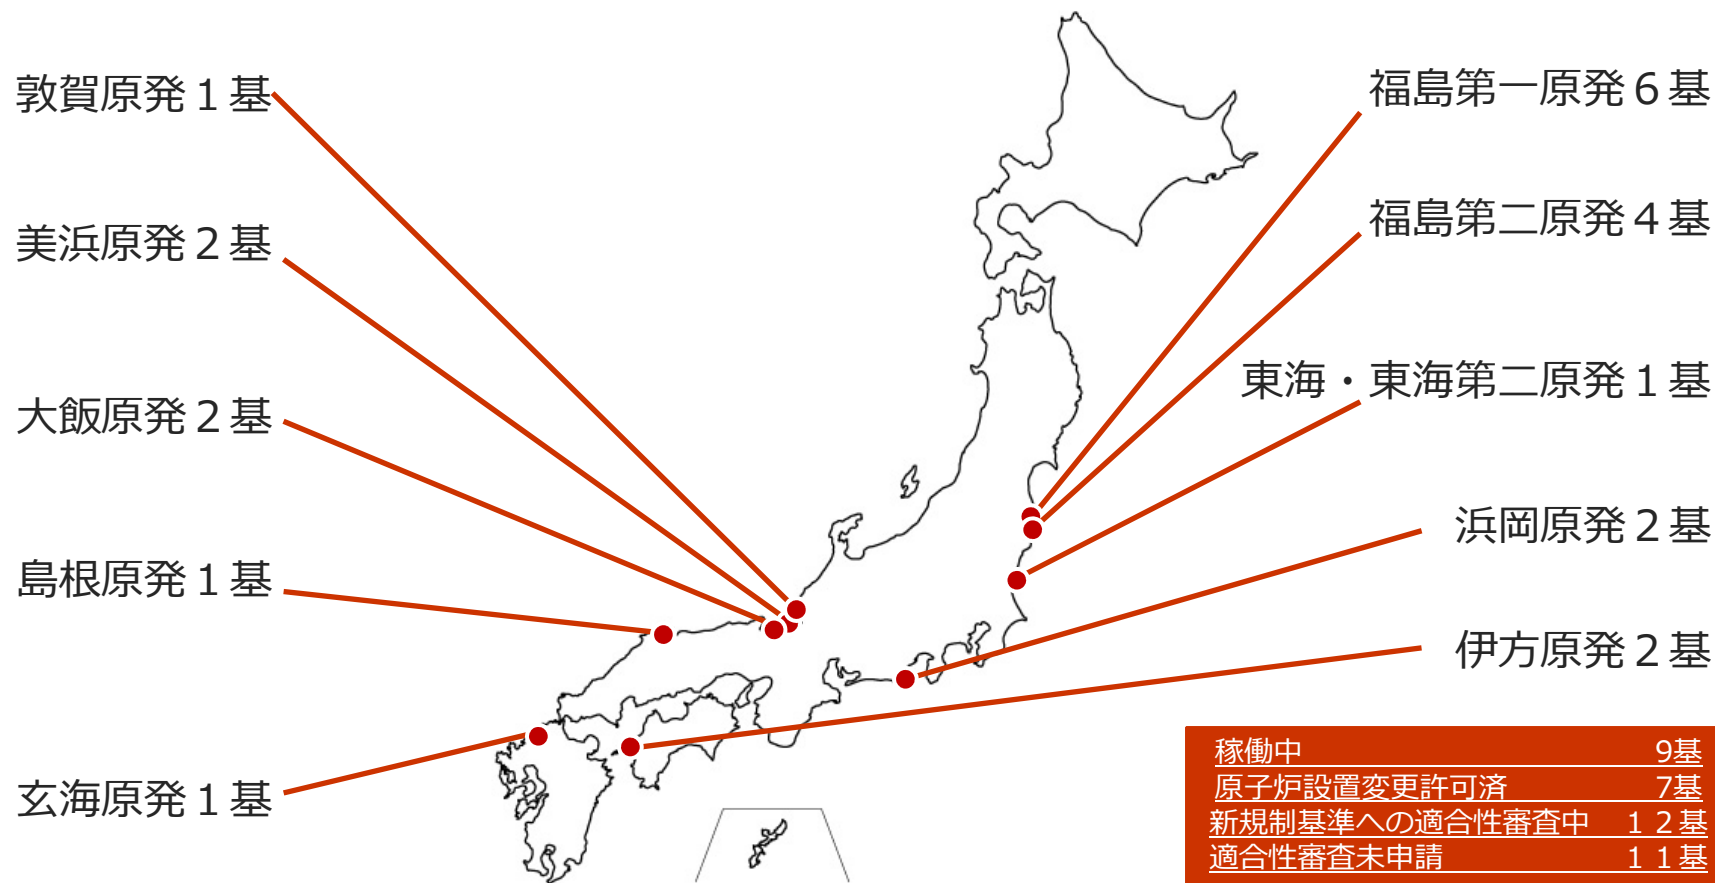 敦賀原発１基
美浜原発２基
大飯原発２基
島根原発１基
玄海原発１基
福島第一原発６基
福島第二原発４基
東海・東海第二原発１基
浜岡原発２基
伊方原発２基
稼働中 9基
原子炉設置変更許可済 7基
新規制基準への適合性審査中 １２基
適合性審査未申請 １１基